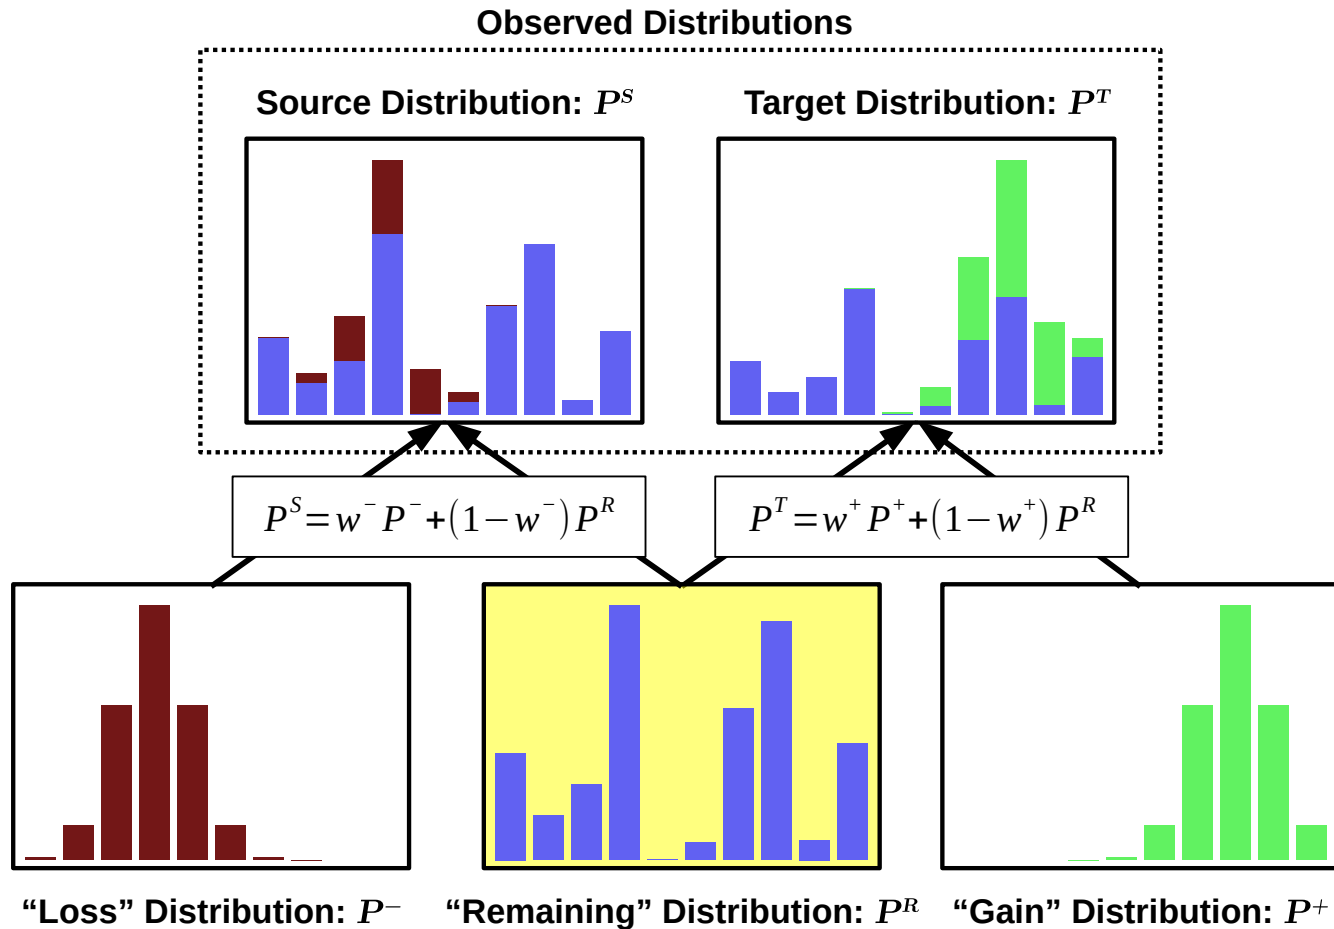 Observed Distributions
Source Distribution: P^S
Target Distribution: P^T
P^S = w^- P^- + (1 - w^-) P^R
P^T = w^+ P^+ + (1 - w^+) P^R
“Loss” Distribution: P^-
“Remaining” Distribution: P^R
“Gain” Distribution: P^+